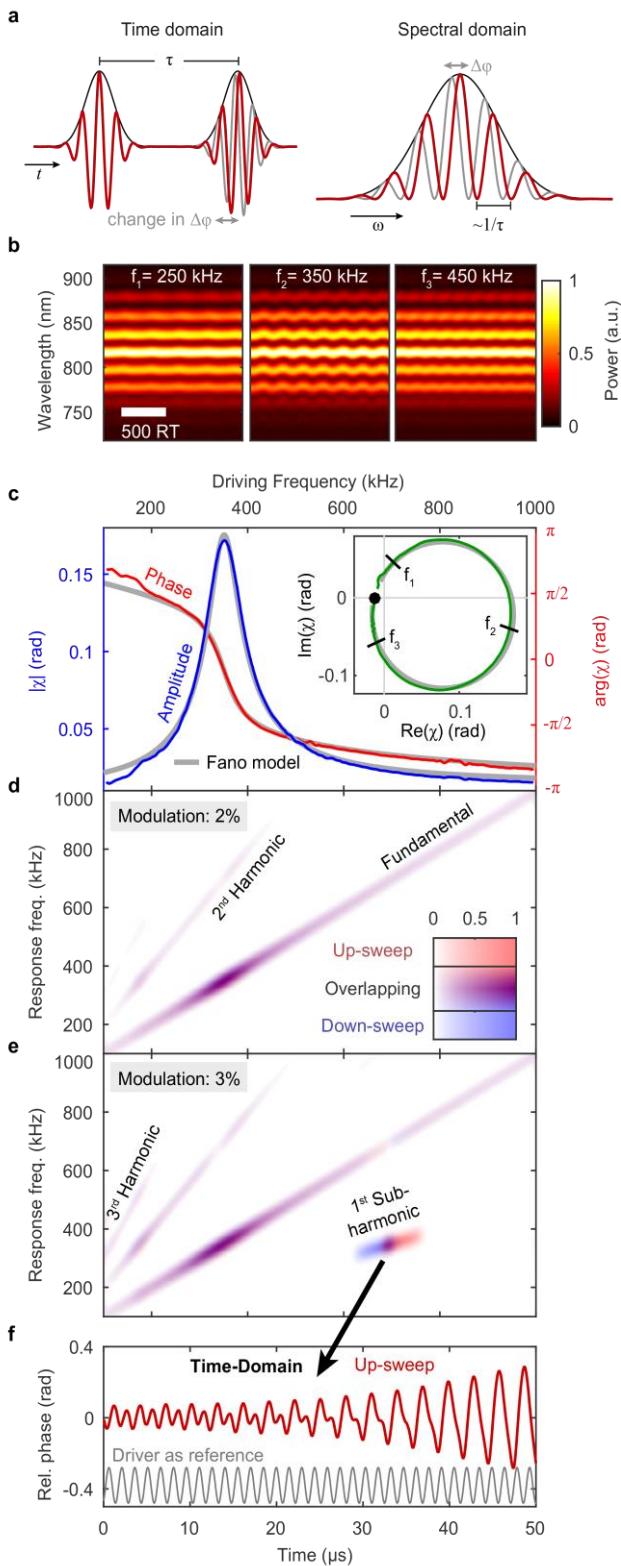 a
Time domain
Spectral domain
τ
Δφ
t
change in Δφ
ω
~1/τ
b
f1= 250 kHz
f2= 350 kHz
f3= 450 kHz
Wavelength (nm)
900
850
800
750
500 RT
1
0.5
0
Power (a.u.)
c
Driving Frequency (kHz)
200 400 600 800 1000
|χ| (rad)
0.15
0.1
0.05
Phase
Amplitude
Fano model
Im(χ) (rad)
0
-0.1
f1
f2
f3
0 0.1
Re(χ) (rad)
π
π/2
0
-π/2
-π
arg(χ) (rad)
d
Modulation: 2%
Response freq. (kHz)
1000
800
600
400
200
2nd Harmonic
Fundamental
0 0.5 1
Up-sweep
Overlapping
Down-sweep
e
Modulation: 3%
Response freq. (kHz)
1000
800
600
400
200
3rd Harmonic
1st Sub-
harmonic
f
Time-Domain Up-sweep
Rel. phase (rad)
0.4
0
-0.4
Driver as reference
0 5 10 15 20 25 30 35 40 45 50
Time (μs)